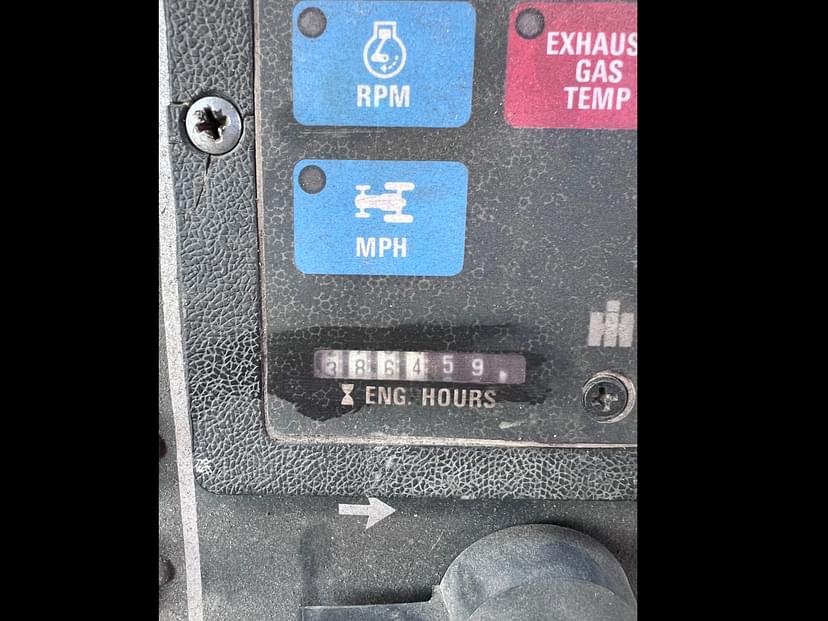 RPM
EXHAUS
GAS
TEMP
MPH
386459
ENG. HOURS